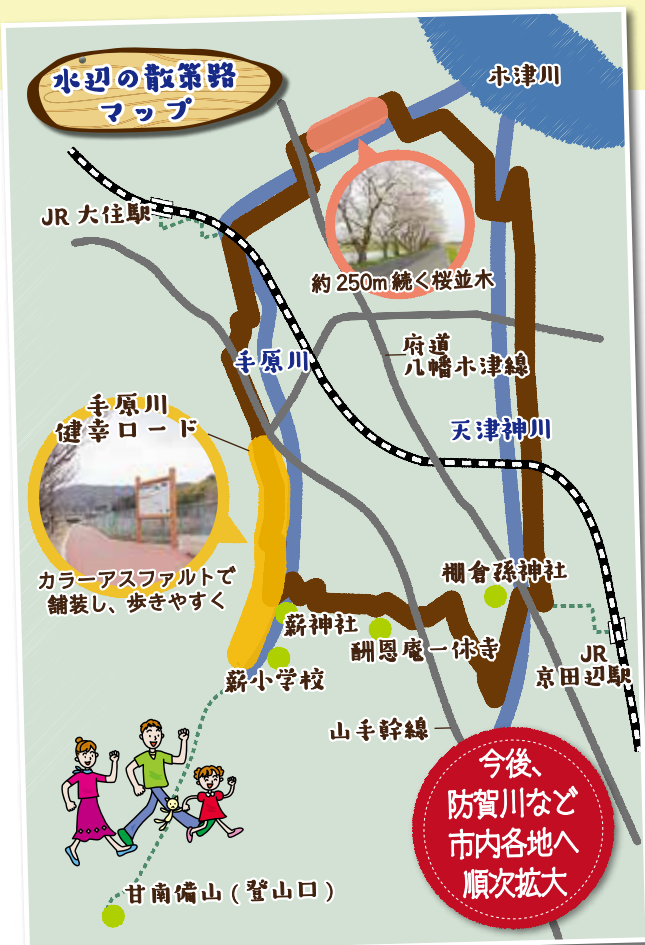 水辺の散策路
マップ
木津川
JR 大住駅
約250m続く桜並木
府道
八幡木津線
手原川
手原川
健幸ロード
天津神川
カラーアスファルトで
舗装し、歩きやすく
棚倉孫神社
薪神社
酬恩庵一休寺
JR
京田辺駅
薪小学校
山手幹線
今後、
防賀川など
市内各地へ
順次拡大
甘南備山(登山口)